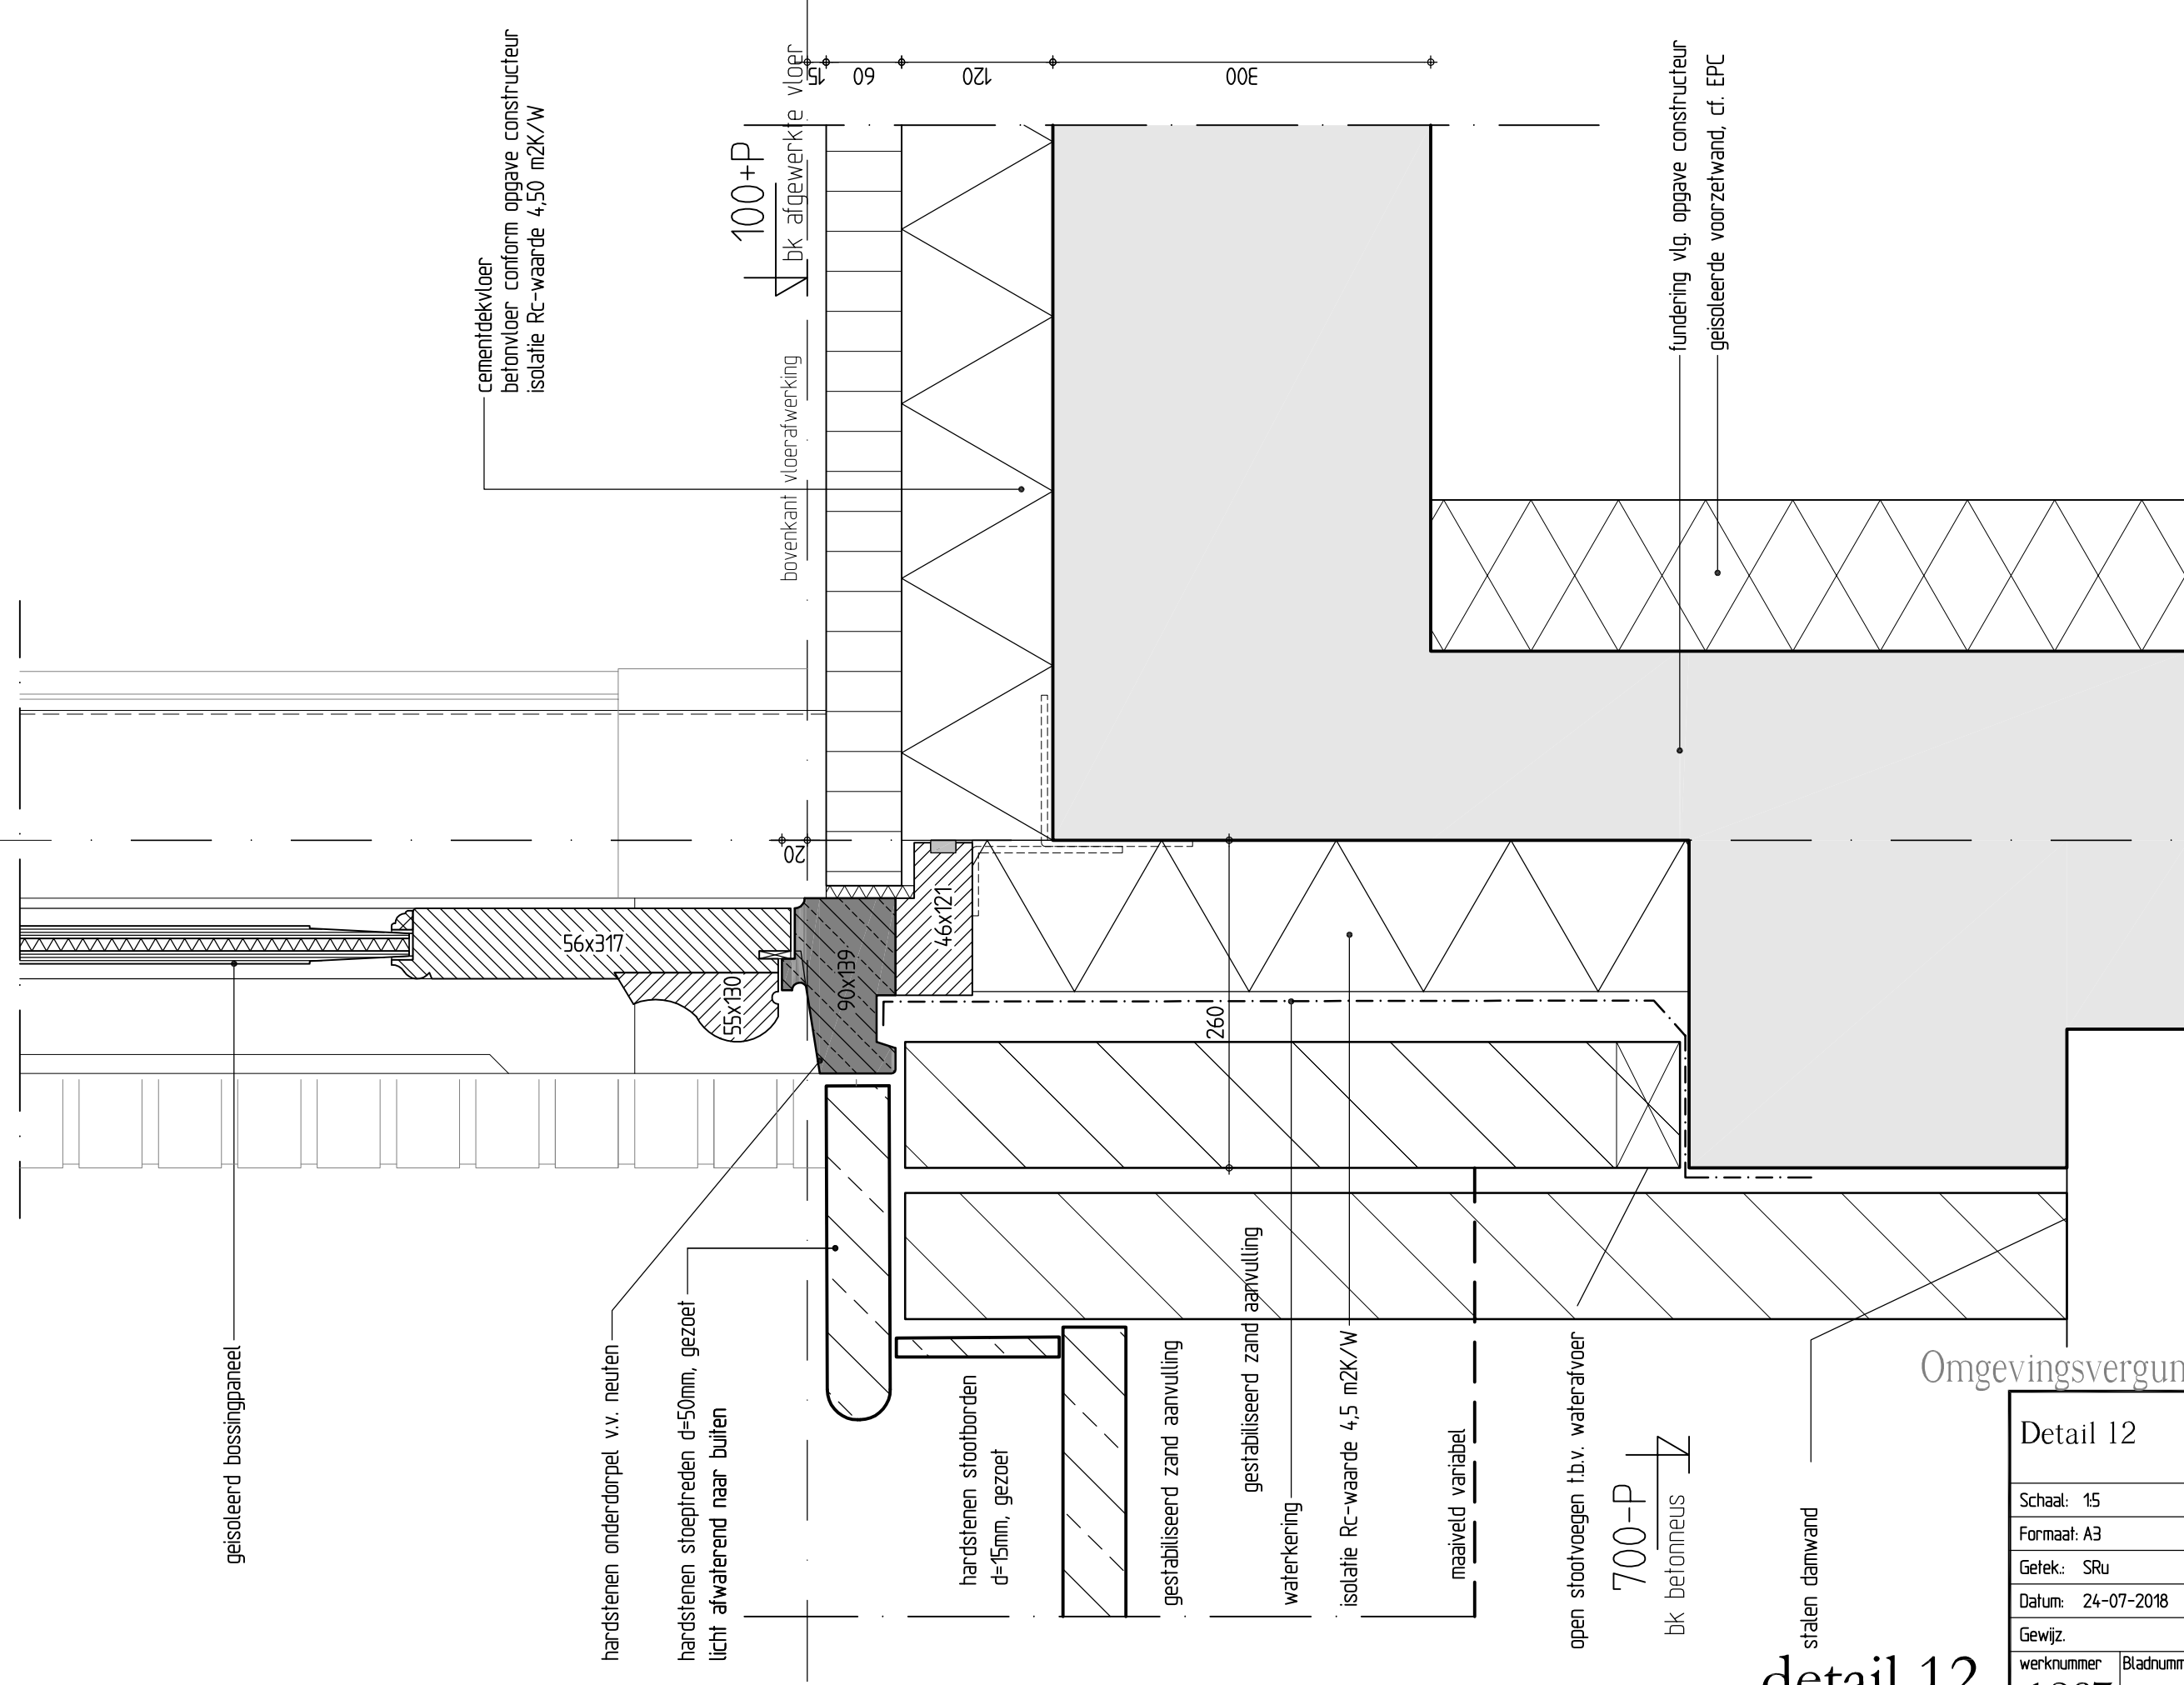 cementdekvloer
betonvloer conform opgave constructeur
isolatie Rc-waarde 4,50 m2K/W
100+P
bk afgewerkte vloer
bovenkant vloerafwerking
15
60
120
300
fundering vlg. opgave constructeur
geisoleerde voorzetwand, cf. EPC
20
56x317
55x130
90x139
46x121
260
geisoleerd bossingpaneel
hardstenen onderdorpel v.v. neuten
hardstenen stoeptreden d=50mm, gezoet
licht afwaterend naar buiten
hardstenen stootborden
d=15mm, gezoet
gestabiliseerd zand aanvulling
gestabiliseerd zand aanvulling
waterkering
isolatie Rc-waarde 4,5 m2K/W
maaiveld variabel
open stootvoegen t.b.v. waterafvoer
700-P
bk betonneus
stalen damwand
Omgevingsvergun
Detail 12
Schaal: 1:5
Formaat: A3
Getek.: SRu
Datum: 24-07-2018
Gewijz.
werknummer
Bladnumm
detail 12